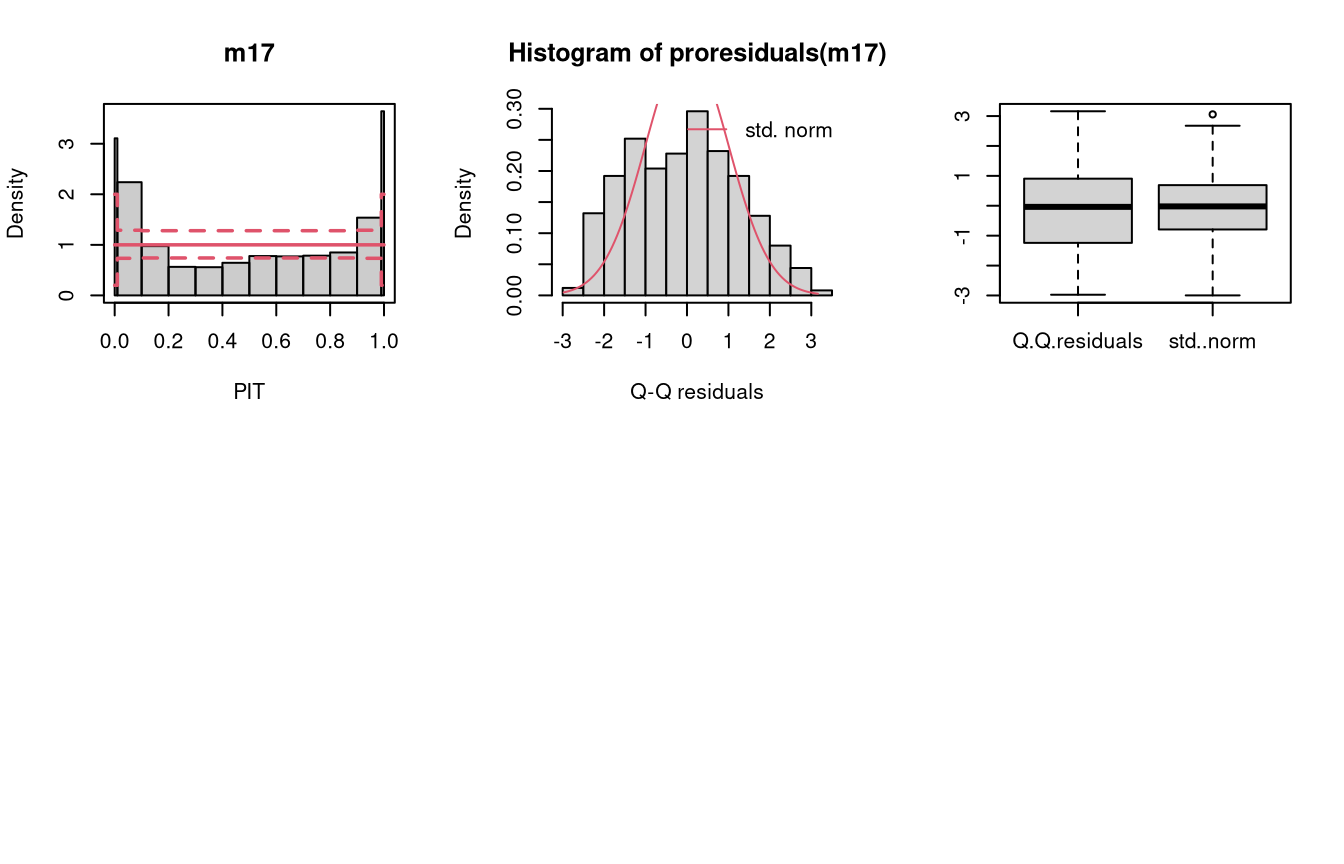 m17
Density
0 1 2 3
0.0 0.2 0.4 0.6 0.8 1.0
PIT
Histogram of proresiduals(m17)
Density
0.00 0.10 0.20 0.30
std. norm
-3 -2 -1 0 1 2 3
Q-Q residuals
-3 -1 1 3
Q.Q.residuals std..norm